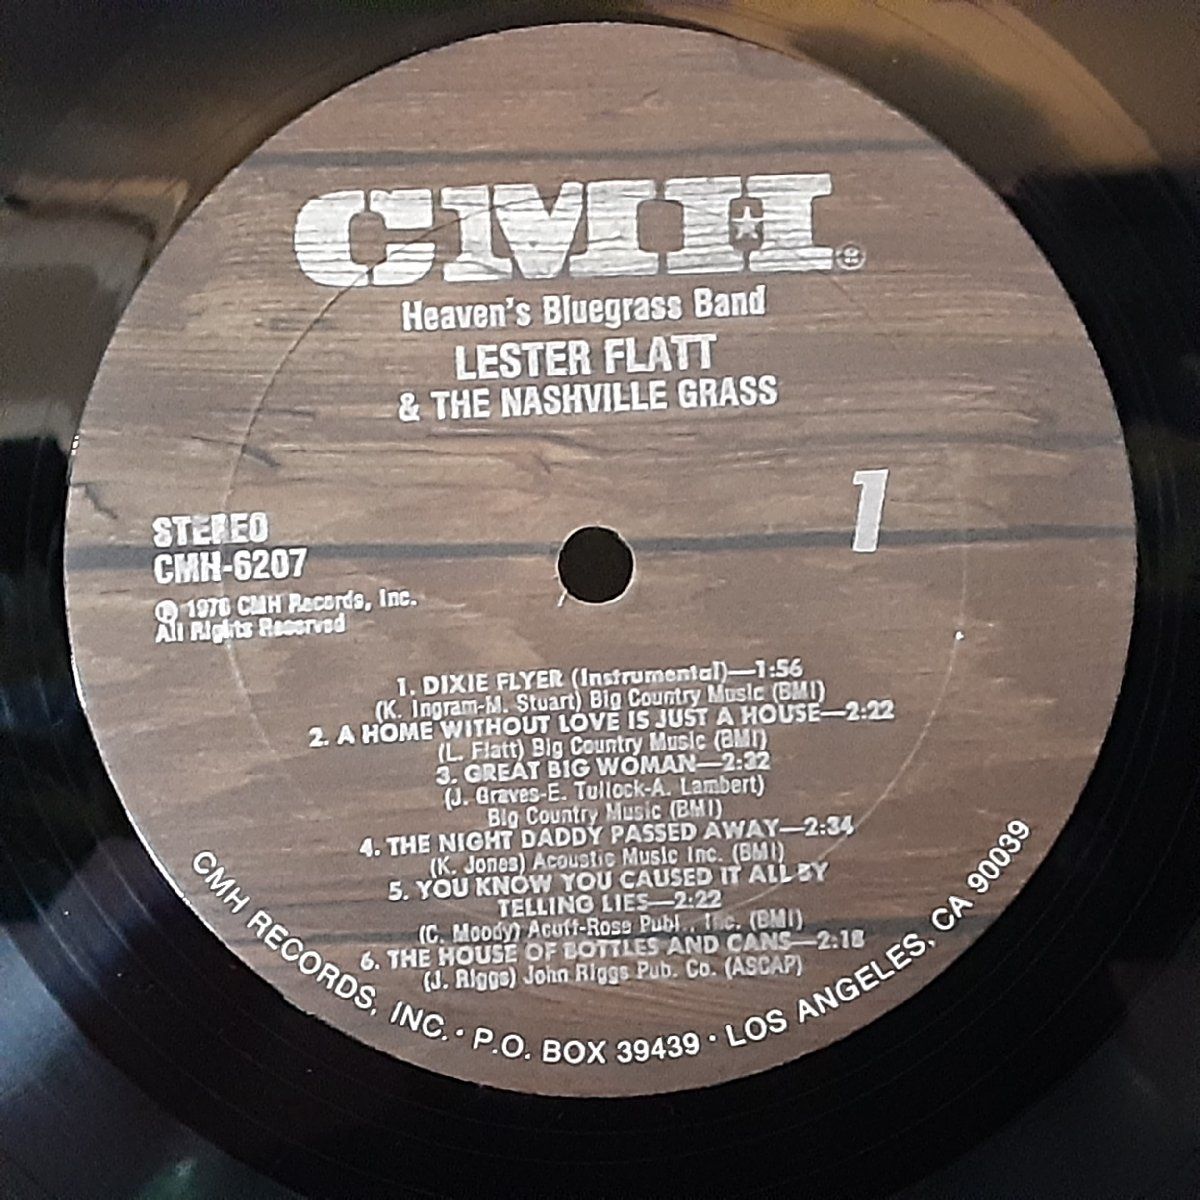 CMH®
Heaven's Bluegrass Band
LESTER FLATT
& THE NASHVILLE GRASS
1
STEREO
CMH-6207
℗ 1976 CMH Records, Inc.
All Rights Reserved
1. DIXIE FLYER (Instrumental)—1:56
(K. Ingram-M. Stuart) Big Country Music (BMI)
2. A HOME WITHOUT LOVE IS JUST A HOUSE—2:22
(L. Flatt) Big Country Music (BMI)
3. GREAT BIG WOMAN—2:32
(J. Graves-E. Tullock-A. Lambert)
Big Country Music (BMI)
4. THE NIGHT DADDY PASSED AWAY—2:34
(K. Jones) Acoustic Music Inc. (BMI)
5. YOU KNOW YOU CAUSED IT ALL BY
TELLING LIES—2:22
(C. Moody) Acuff-Rose Publ., Inc. (BMI)
6. THE HOUSE OF BOTTLES AND CANS—2:18
(J. Riggs) John Riggs Pub. Co. (ASCAP)
CMH RECORDS, INC. · P.O. BOX 39439 · LOS ANGELES, CA 90039